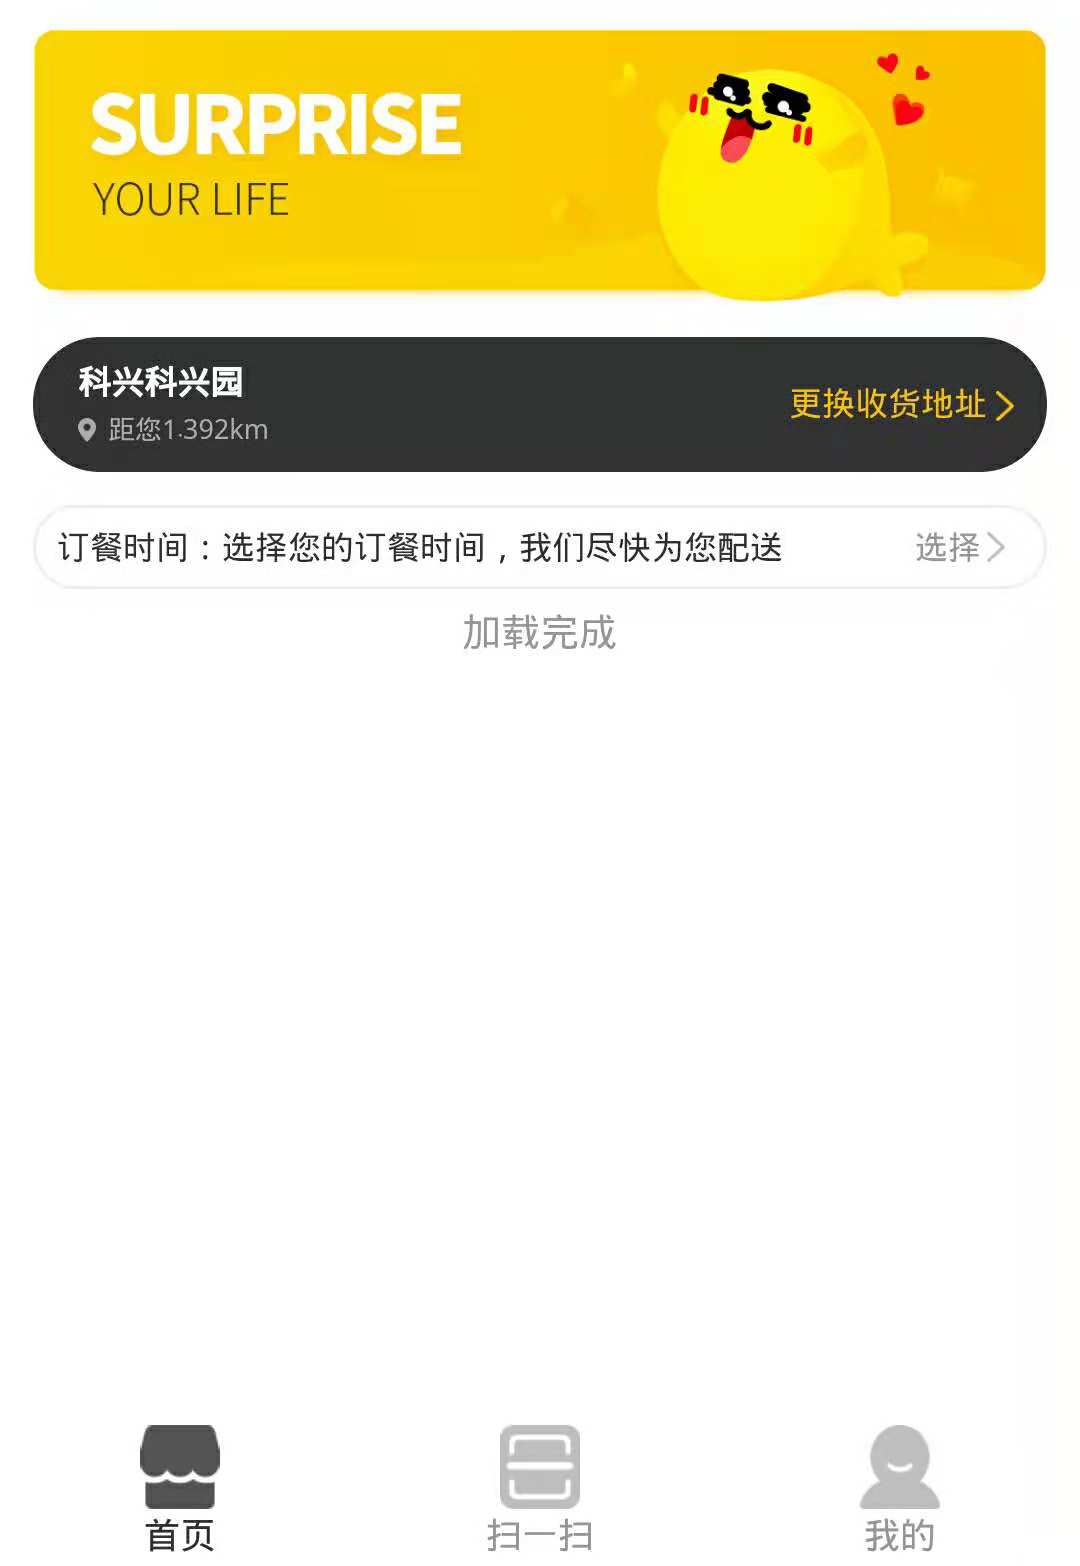 SURPRISE
YOUR LIFE
科兴科兴园
距您1.392km
更换收货地址
订餐时间：选择您的订餐时间，我们尽快为您配送
选择
加载完成
首页
扫一扫
我的